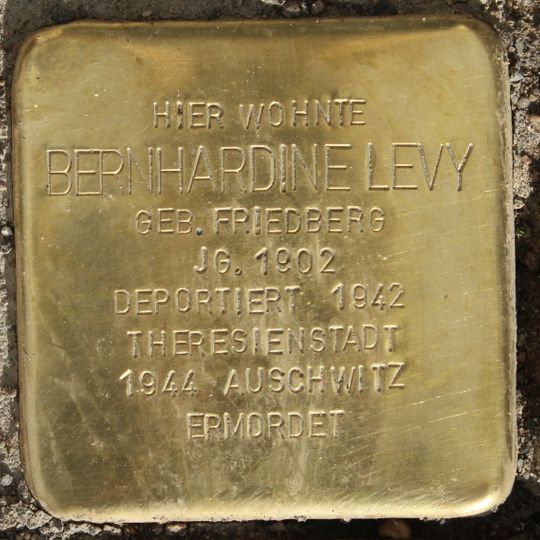 HIER WOHNTE
BERNHARDINE LEVY
GEB. FRIEDBERG
JG. 1902
DEPORTIERT 1942
THERESIENSTADT
1944 AUSCHWITZ
ERMORDET